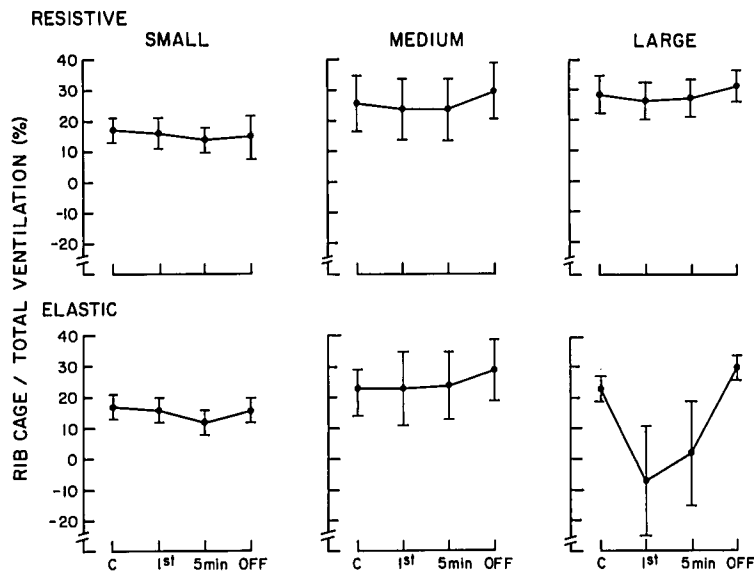 RESISTIVE
SMALL MEDIUM LARGE
40
30
20
10
0
-10
-20
RIB CAGE / TOTAL VENTILATION (%)
ELASTIC
40
30
20
10
0
-10
-20
C 1st 5min OFF C 1st 5min OFF C 1st 5min OFF